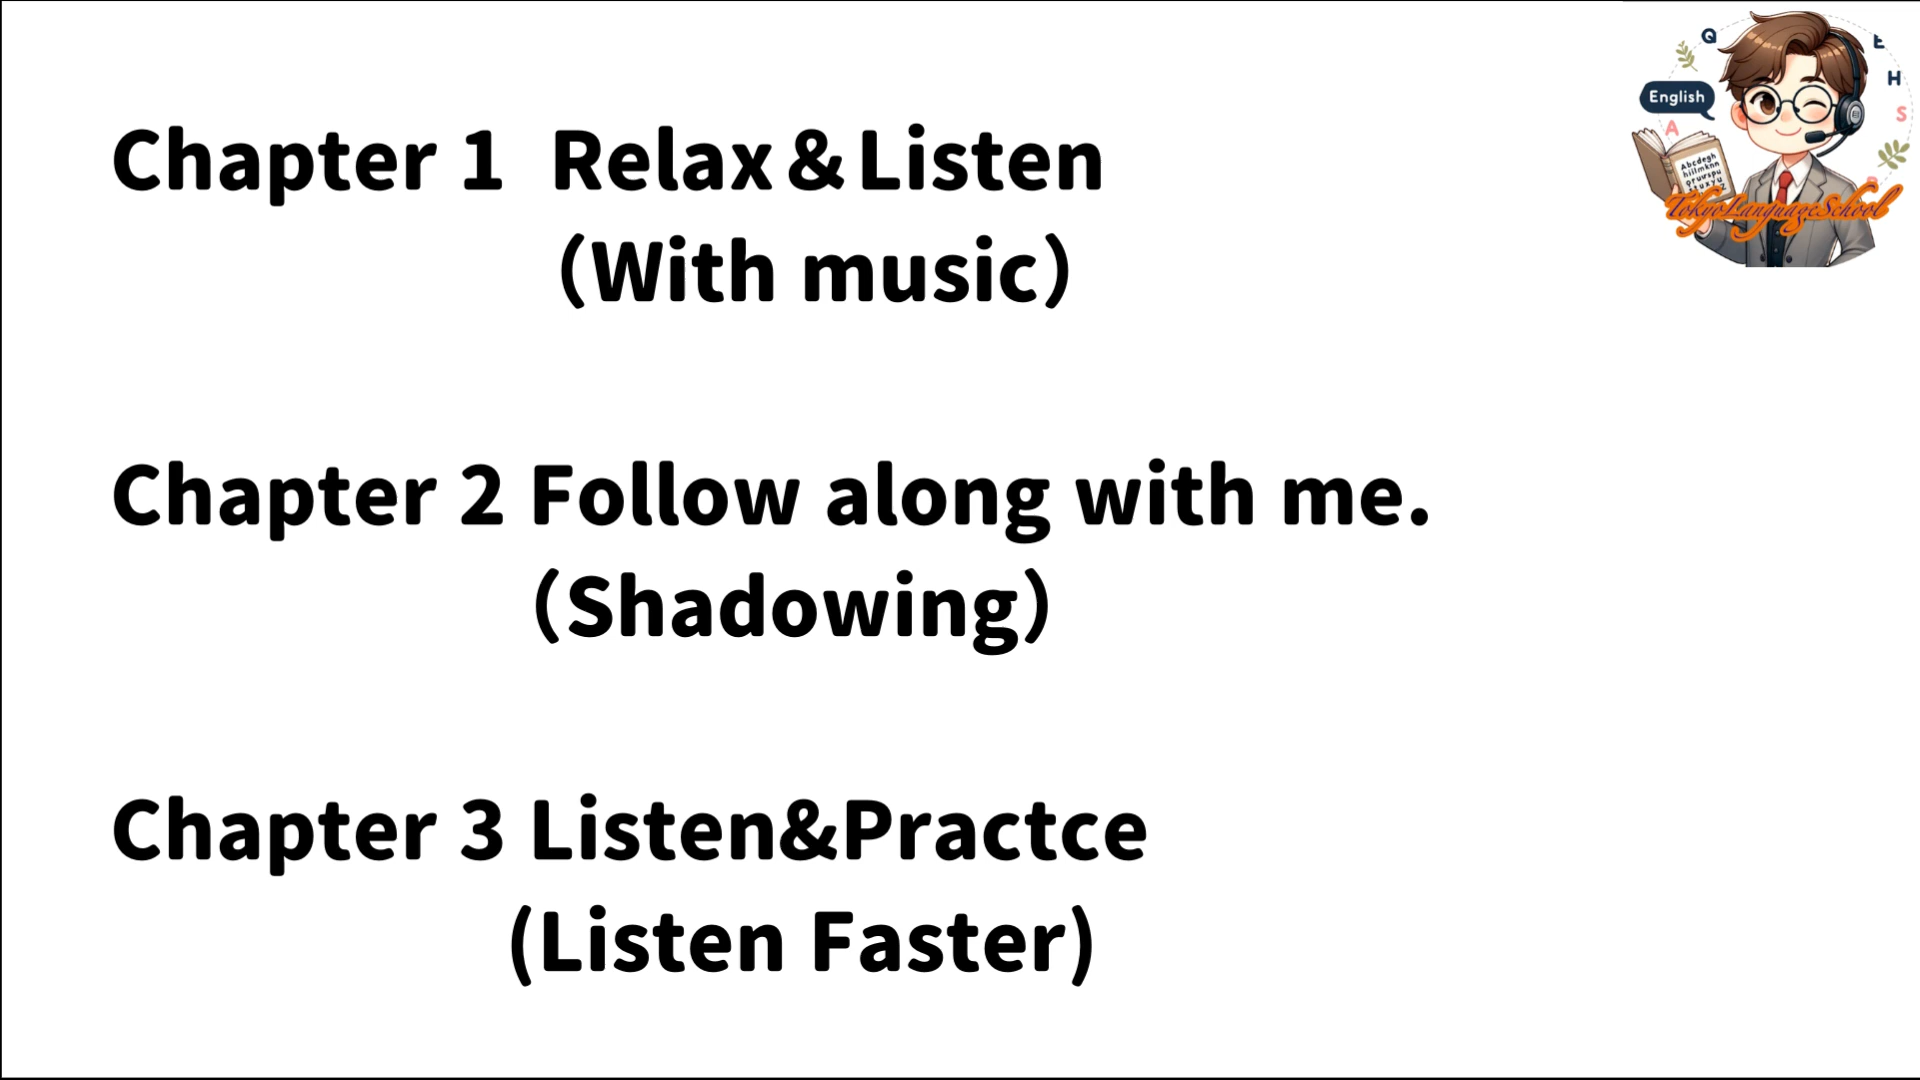 Chapter 1 Relax&Listen
(With music)
Chapter 2 Follow along with me.
(Shadowing)
Chapter 3 Listen&Practce
(Listen Faster)
Q
E
H
English
S
A
Abcdegh
TokyoLanguageSchool